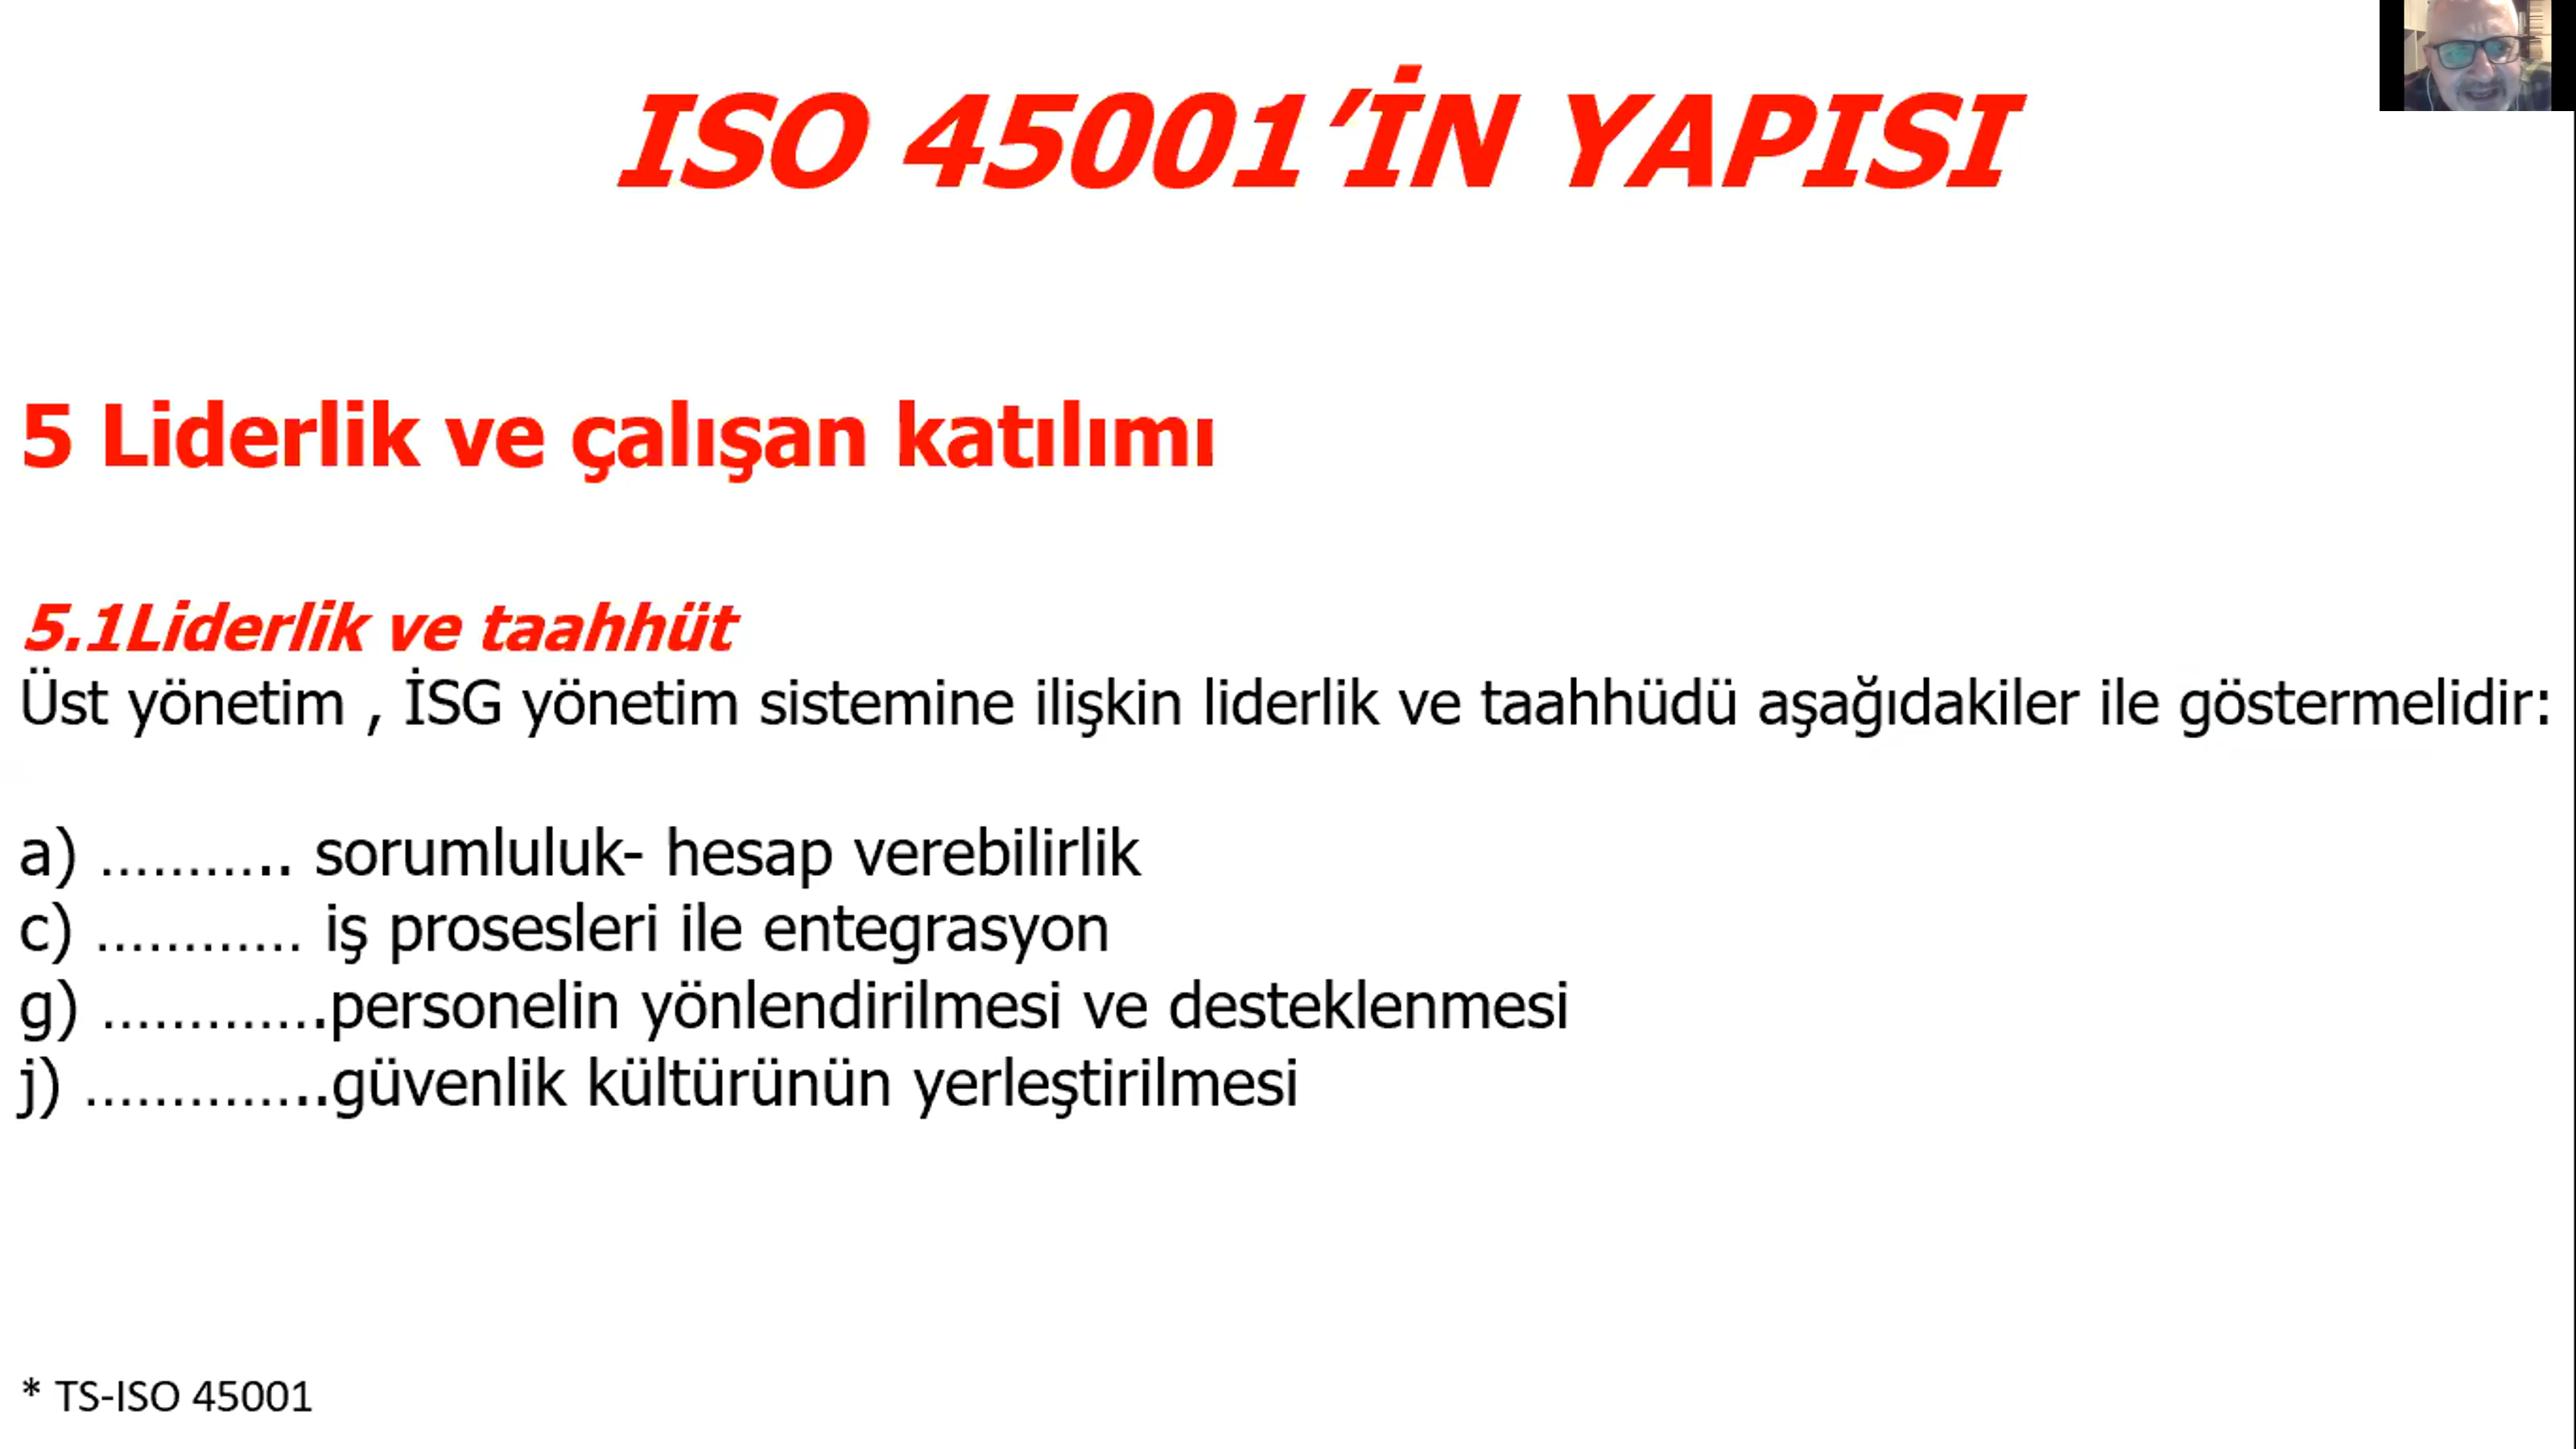 ISO 45001’İN YAPISI
5 Liderlik ve çalışan katılımı
5.1Liderlik ve taahhüt
Üst yönetim , İSG yönetim sistemine ilişkin liderlik ve taahhüdü aşağıdakiler ile göstermelidir:
a) ……….. sorumluluk- hesap verebilirlik
c) ………… iş prosesleri ile entegrasyon
g) ………….personelin yönlendirilmesi ve desteklenmesi
j) …………..güvenlik kültürünün yerleştirilmesi
* TS-ISO 45001